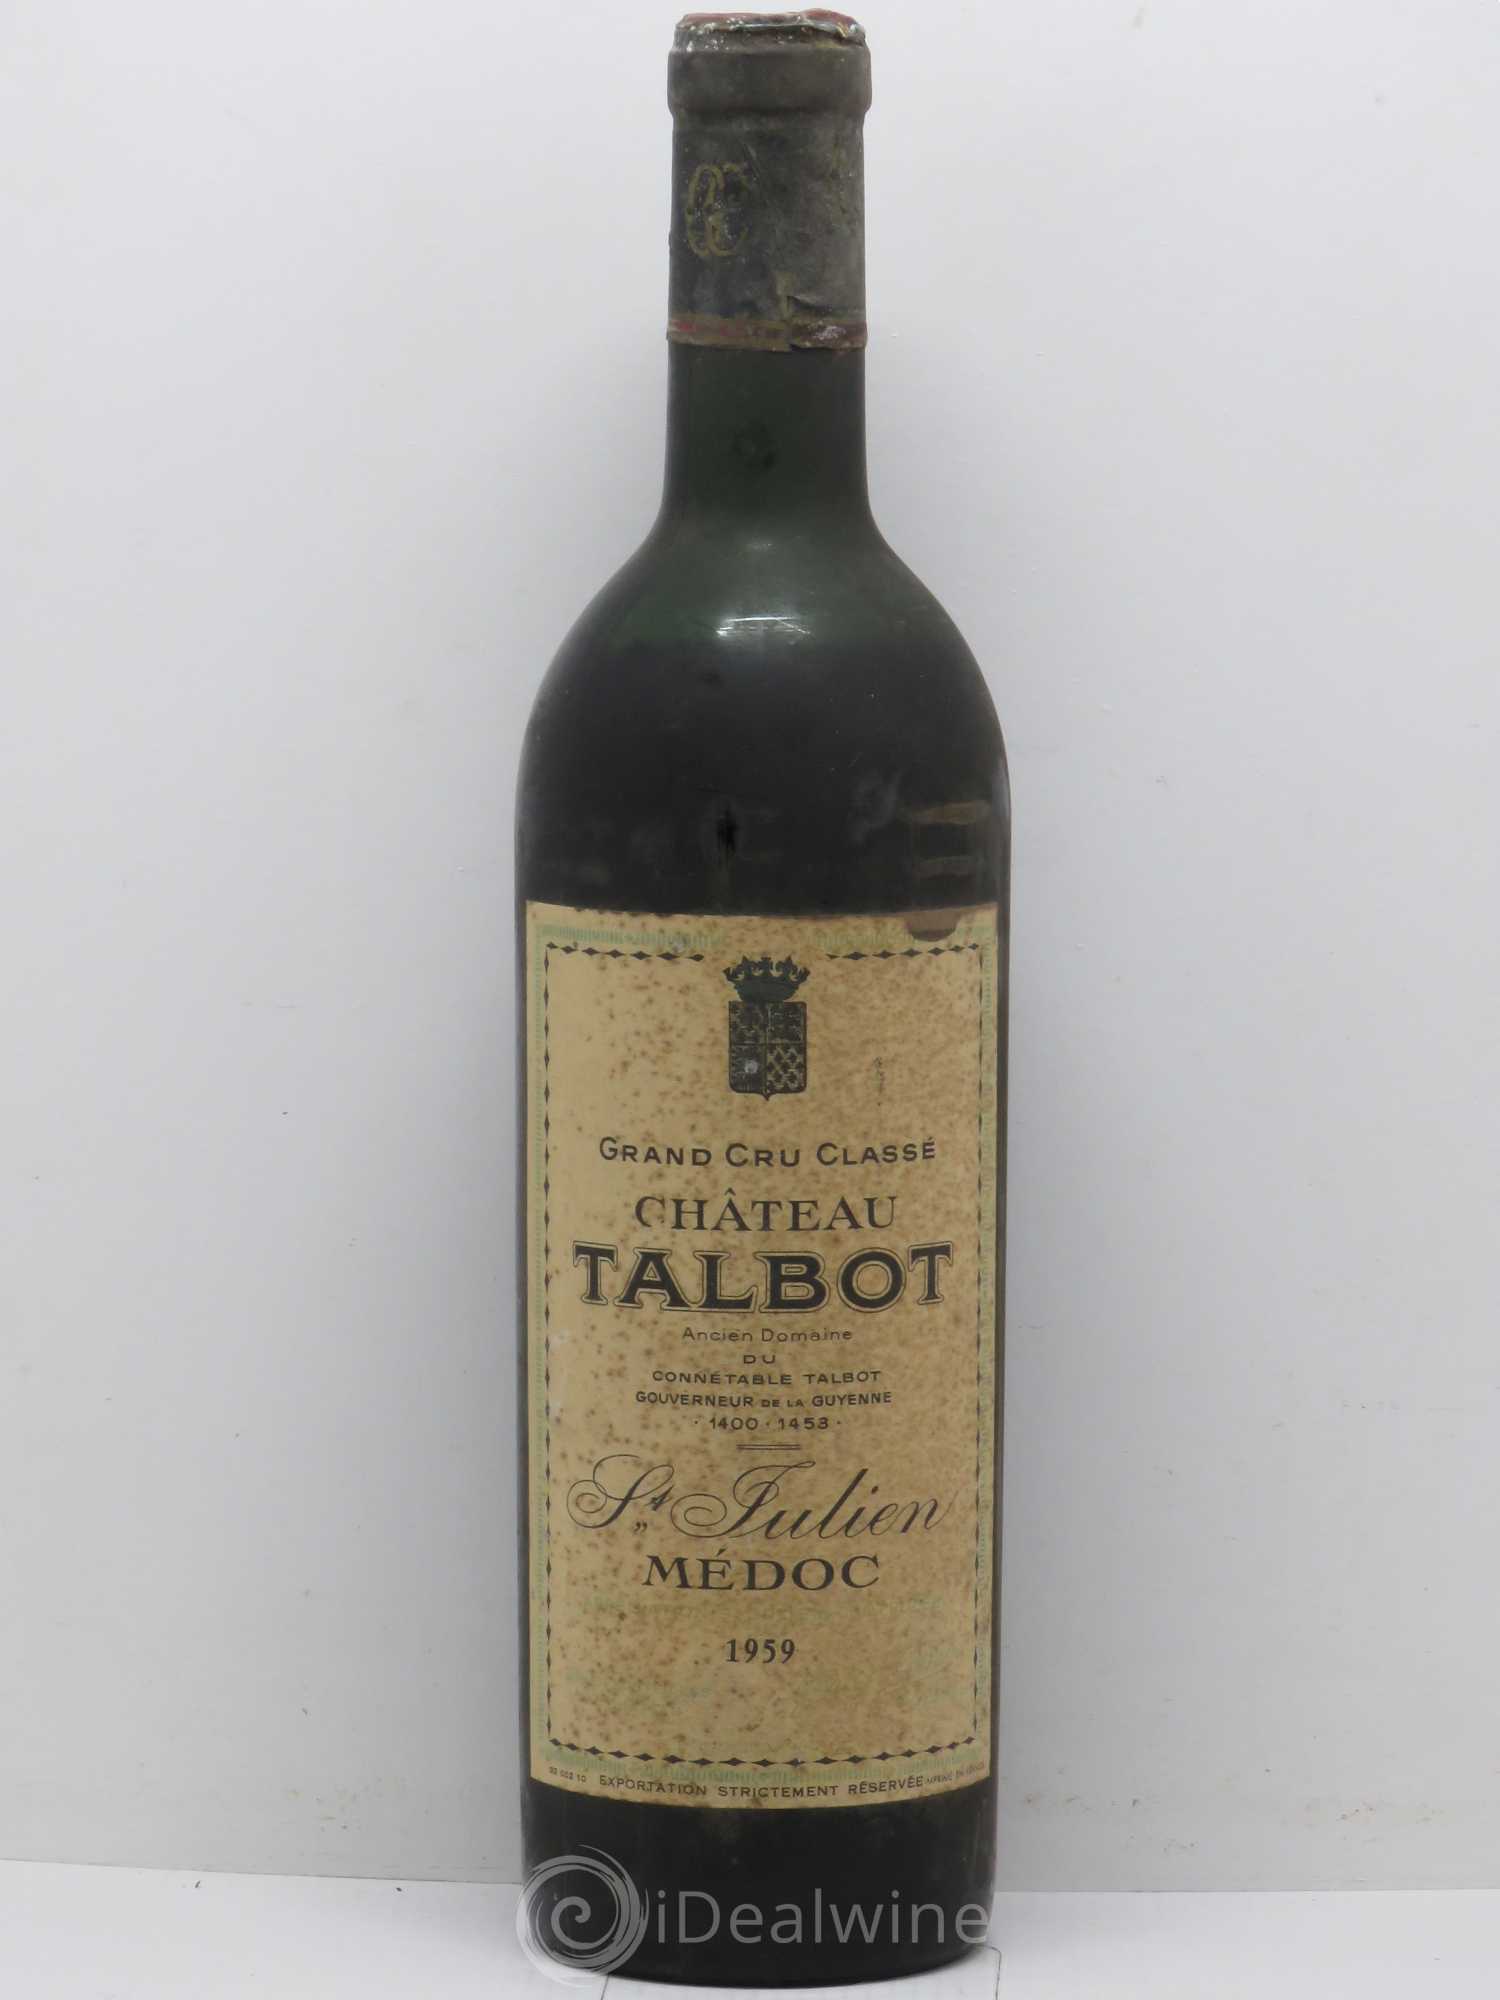 GRAND CRU CLASSÉ
CHÂTEAU
TALBOT
Ancien Domaine
DU
CONNÉTABLE TALBOT
GOUVERNEUR DE LA GUYENNE
· 1400 · 1453 ·
St Julien
MÉDOC
1959
EXPORTATION STRICTEMENT RÉSERVÉE
iDealwine